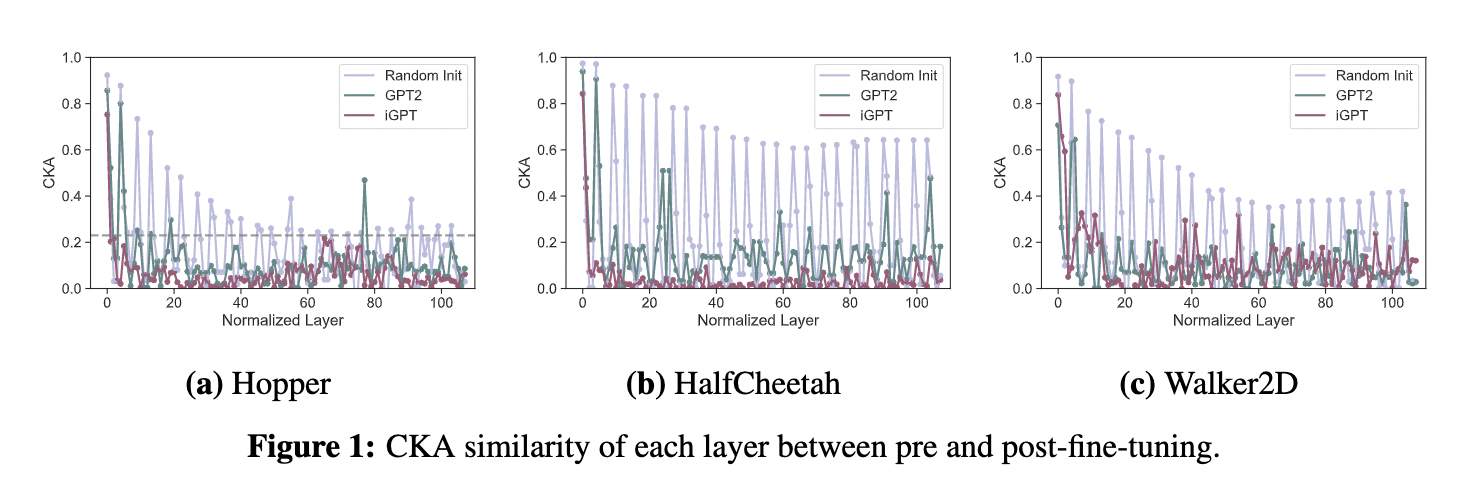 1.0
0.8
0.6
0.4
0.2
0.0
CKA
Random Init
GPT2
iGPT
0 20 40 60 80 100
Normalized Layer
1.0
0.8
0.6
0.4
0.2
0.0
CKA
Random Init
GPT2
iGPT
0 20 40 60 80 100
Normalized Layer
1.0
0.8
0.6
0.4
0.2
0.0
CKA
Random Init
GPT2
iGPT
0 20 40 60 80 100
Normalized Layer
(a) Hopper
(b) HalfCheetah
(c) Walker2D
Figure 1: CKA similarity of each layer between pre and post-fine-tuning.